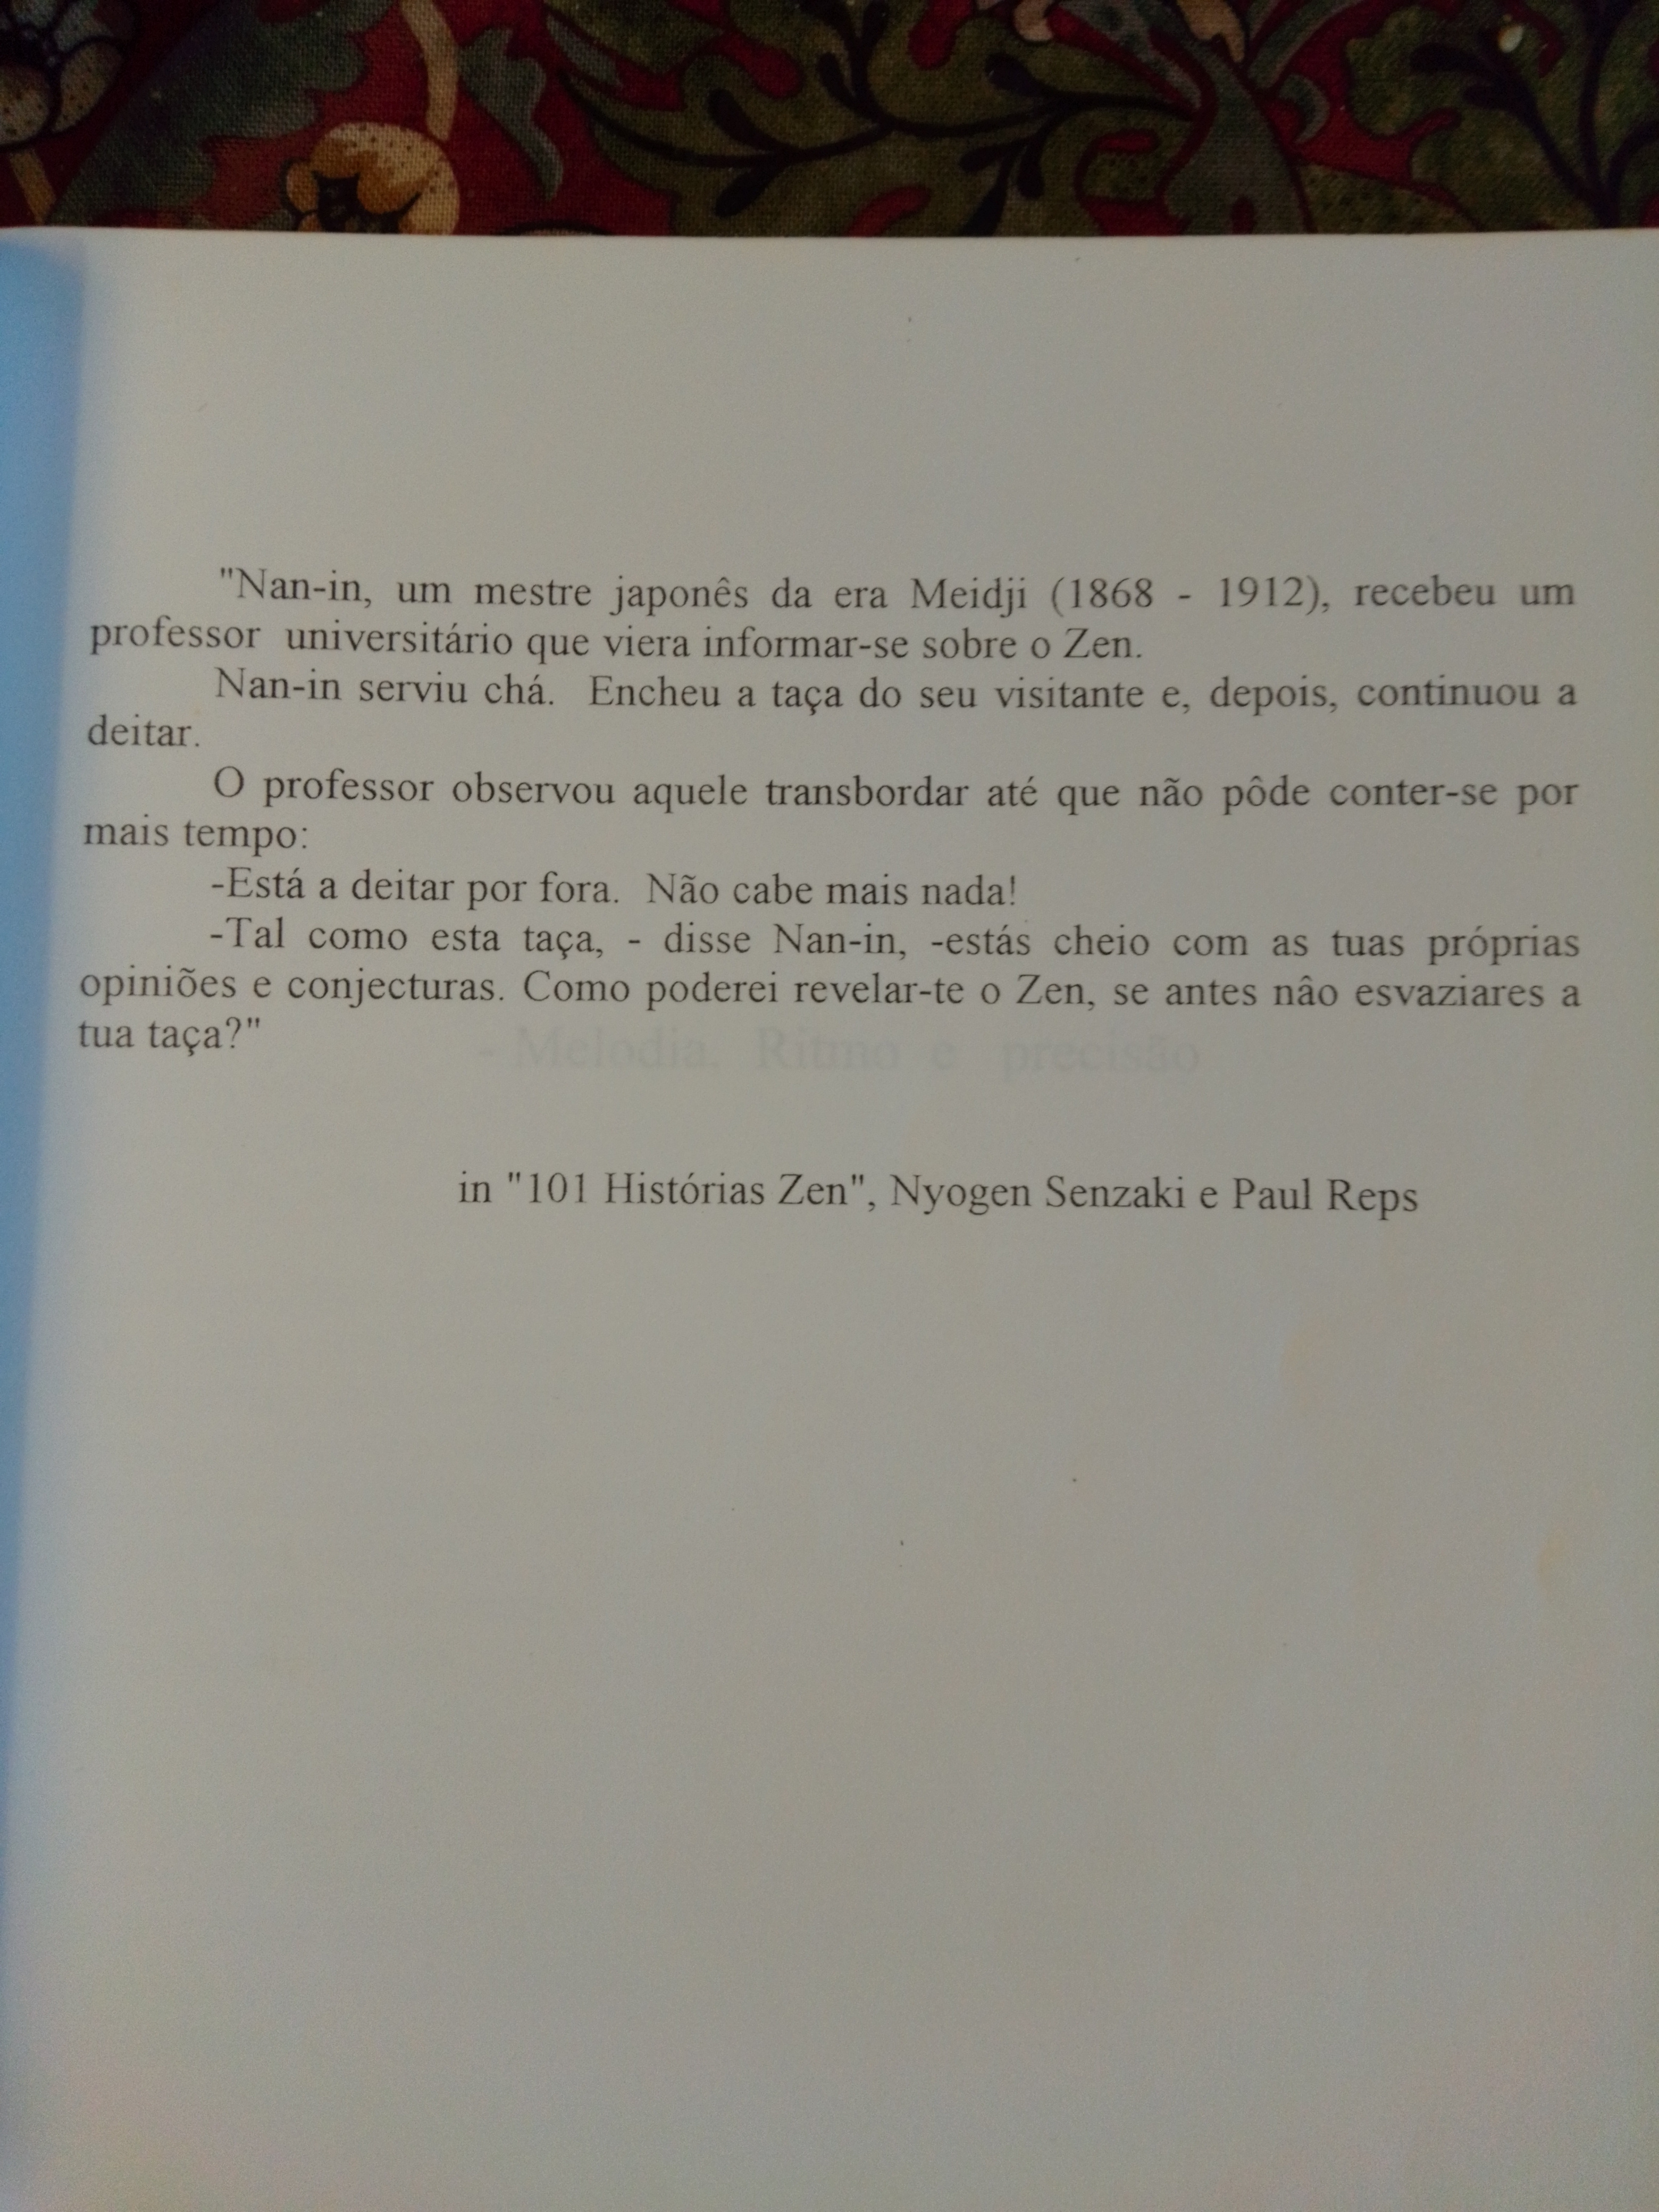 "Nan-in, um mestre japonês da era Meidji (1868 - 1912), recebeu um
professor universitário que viera informar-se sobre o Zen.
Nan-in serviu chá. Encheu a taça do seu visitante e, depois, continuou a
deitar.
O professor observou aquele transbordar até que não pôde conter-se por
mais tempo:
-Está a deitar por fora. Não cabe mais nada!
-Tal como esta taça, - disse Nan-in, -estás cheio com as tuas próprias
opiniões e conjecturas. Como poderei revelar-te o Zen, se antes nâo esvaziares a
tua taça?"
- Melodia, Ritmo e precisão
in "101 Histórias Zen", Nyogen Senzaki e Paul Reps